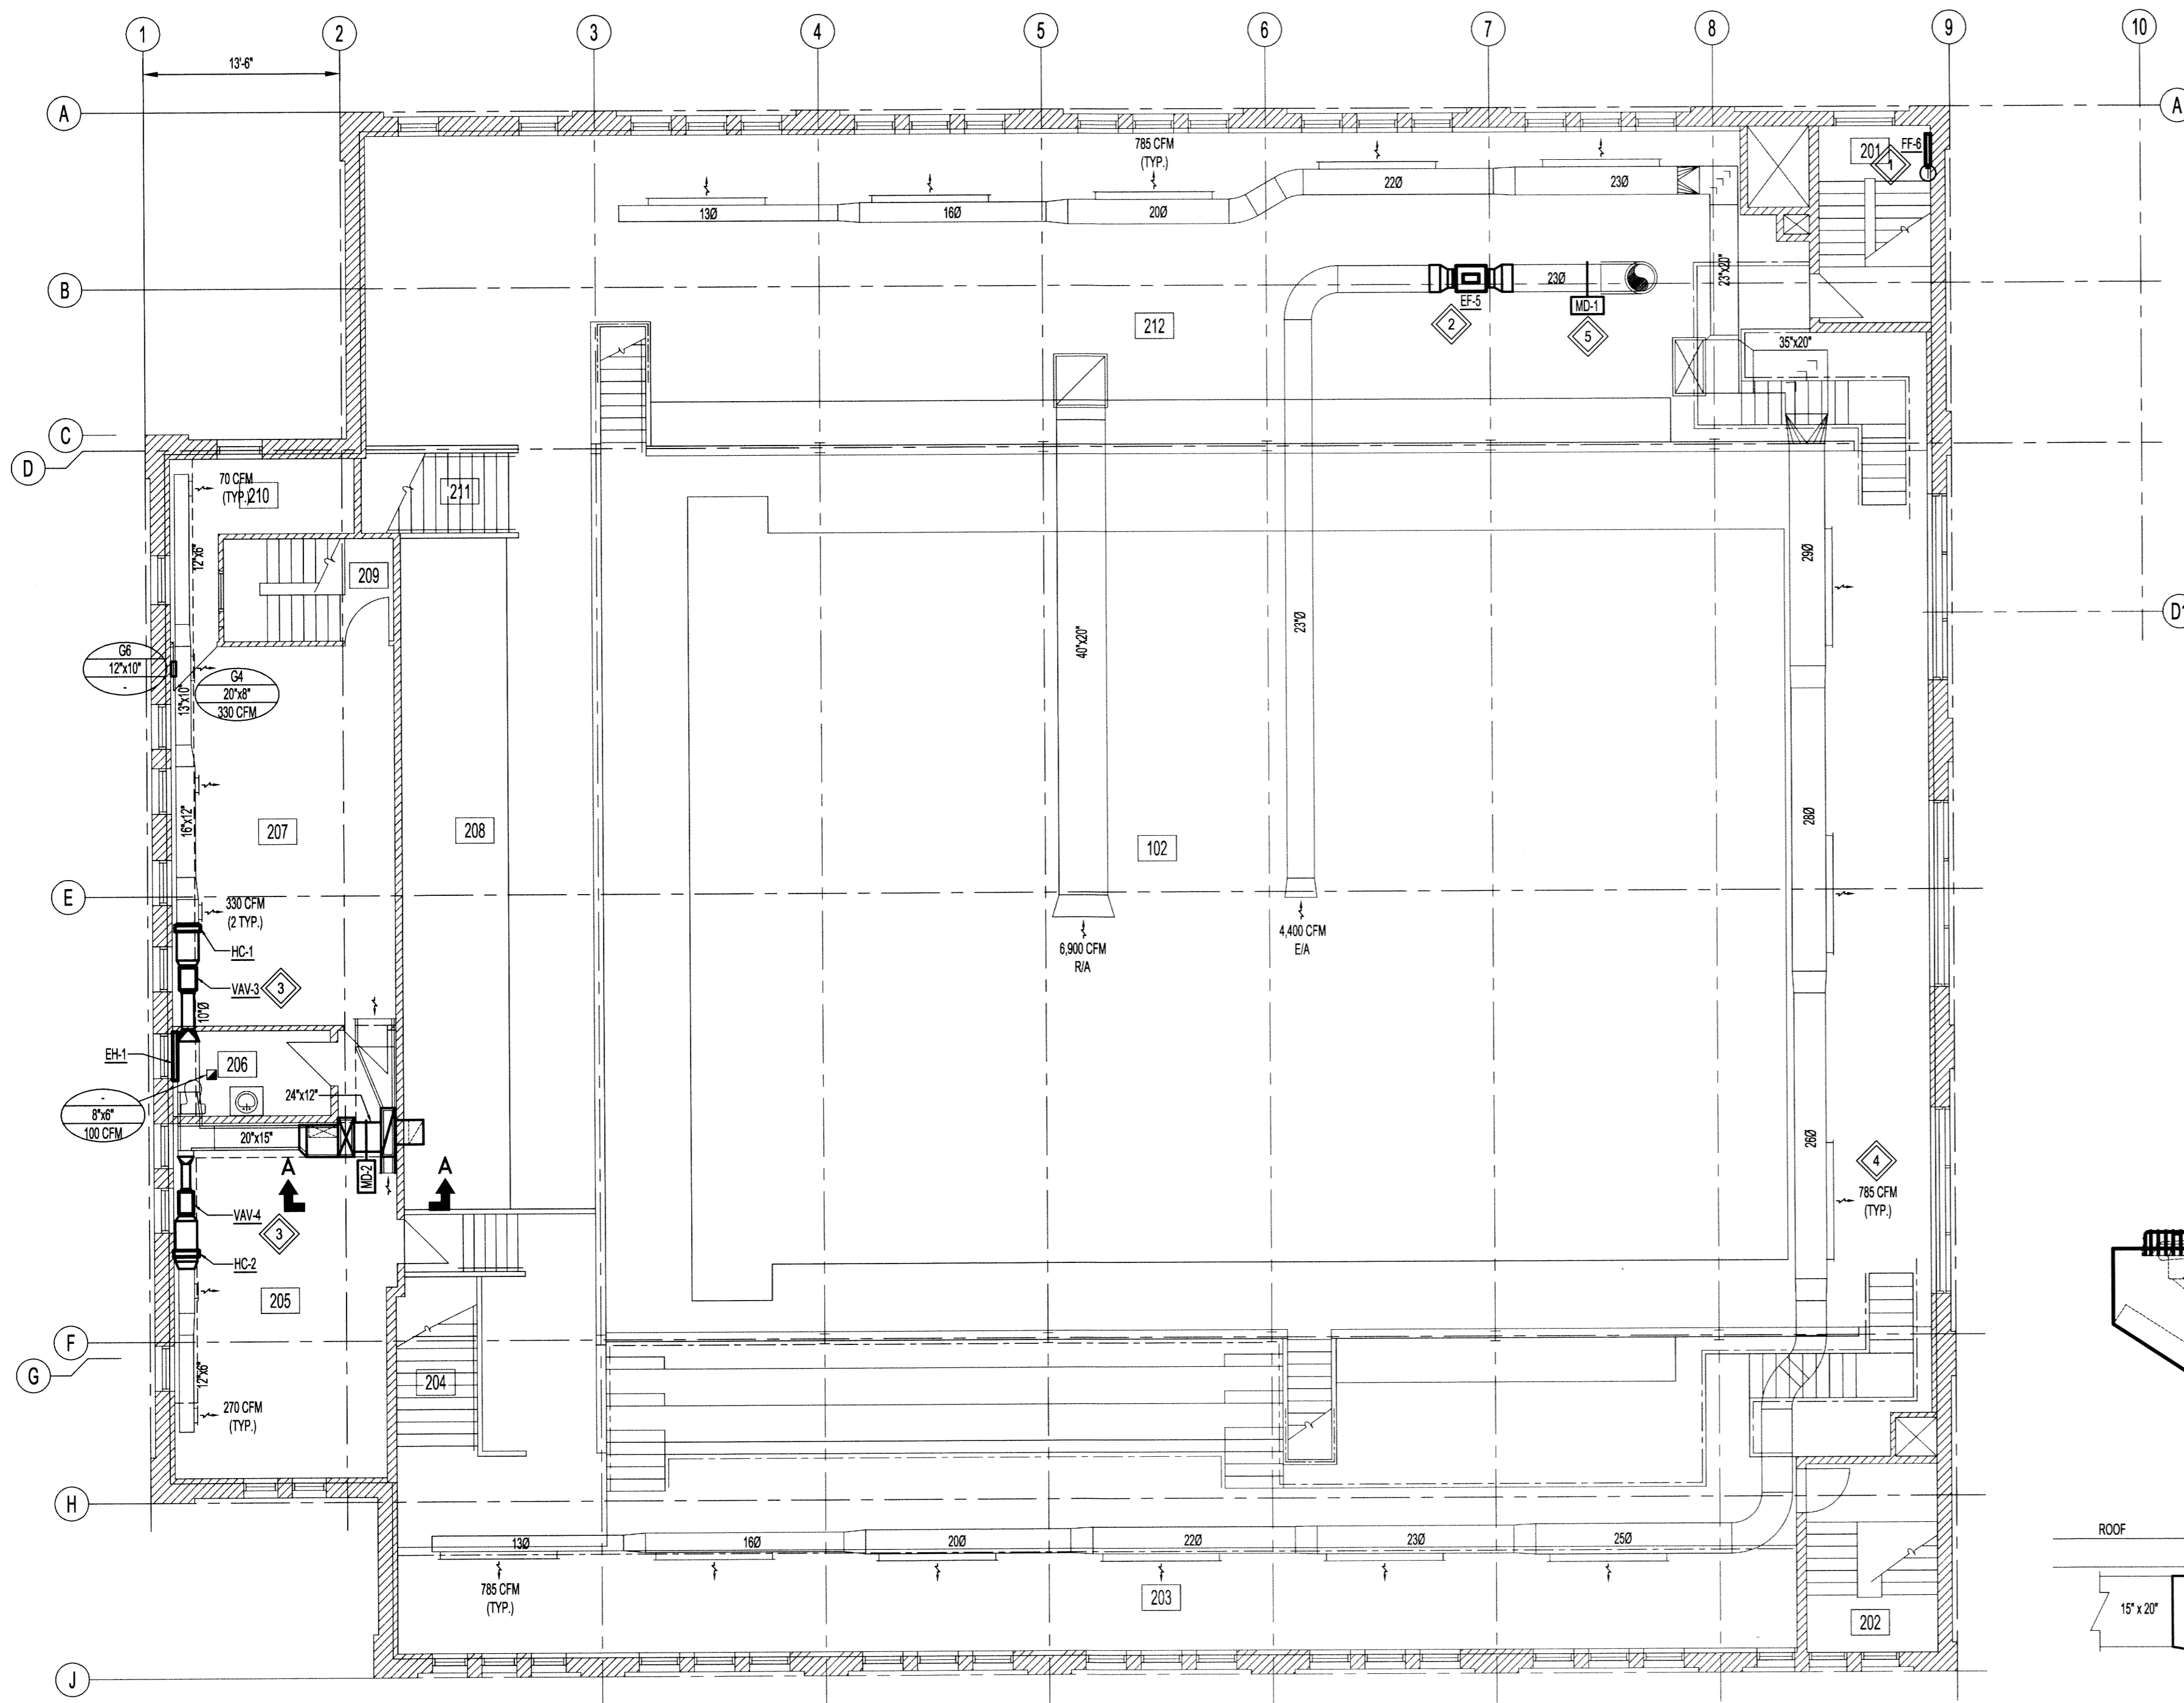 1
2
3
4
5
6
7
8
9
10
13'-6"
A
A
785 CFM
(TYP.)
201
1
FF-6
13Ø
16Ø
20Ø
22Ø
23Ø
B
23"x20"
23Ø
EF-5
MD-1
2
5
212
35"x20"
C
D
70 CFM
(TYP.)
210
211
12"x6"
209
29Ø
D1
G6
12"x10"
-
G4
20"x8"
330 CFM
13"x10"
23"Ø
40"x20"
16"x12"
207
208
102
28Ø
E
330 CFM
(2 TYP.)
HC-1
VAV-3
3
10"Ø
6,900 CFM
R/A
4,400 CFM
E/A
EH-1
206
24"x12"
-
8"x6"
100 CFM
20"x15"
MD-2
A
A
26Ø
4
785 CFM
(TYP.)
VAV-4
3
HC-2
205
F
G
12"x6"
204
270 CFM
(TYP.)
H
13Ø
16Ø
20Ø
22Ø
23Ø
25Ø
ROOF
785 CFM
(TYP.)
203
202
15" x 20"
J